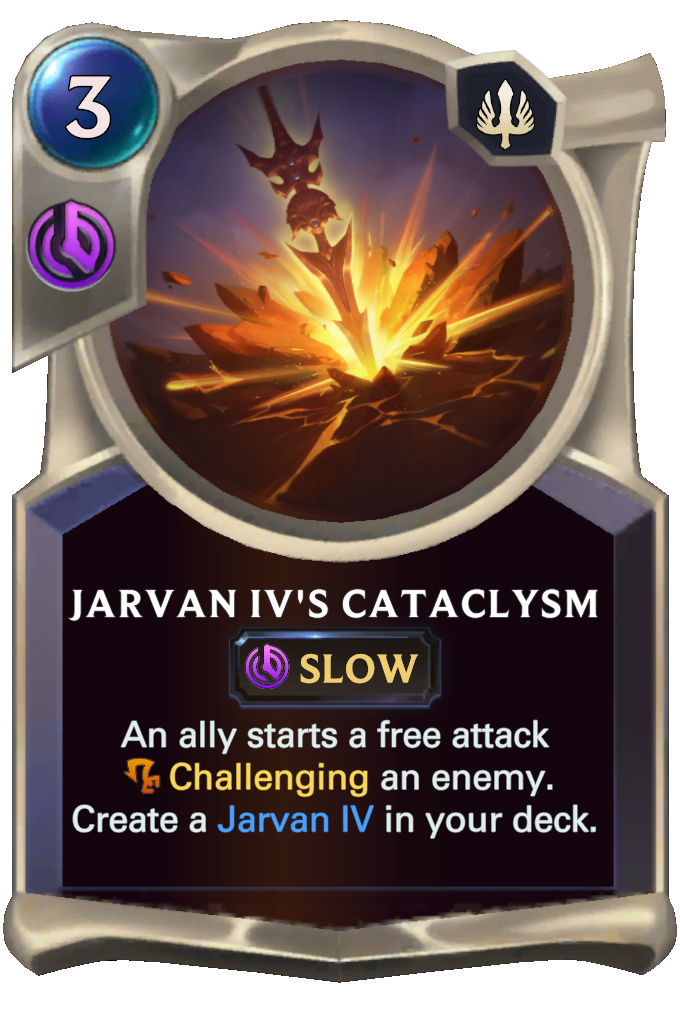 3
JARVAN IV'S CATACLYSM
SLOW
An ally starts a free attack
Challenging an enemy.
Create a Jarvan IV in your deck.